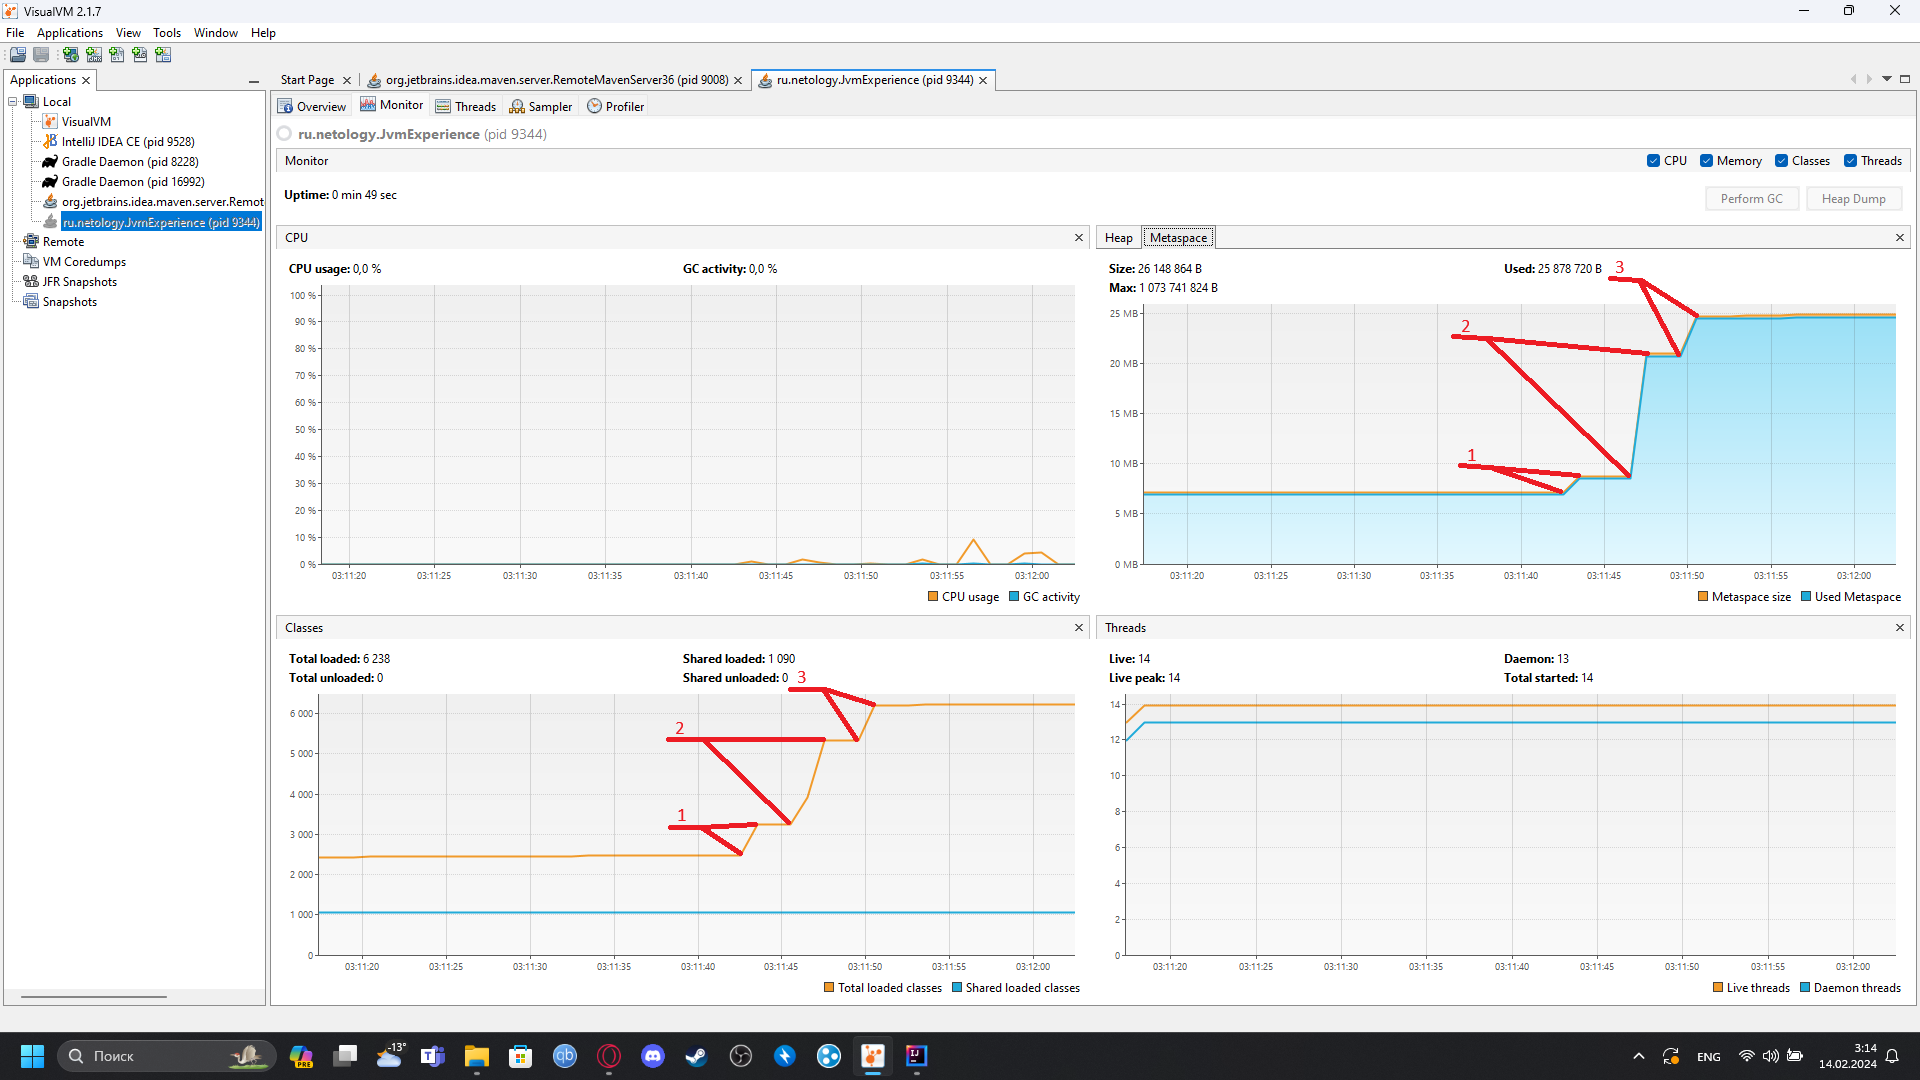 VisualVM 2.1.7
File Applications View Tools Window Help
Applications
Start Page
org.jetbrains.idea.maven.server.RemoteMavenServer36 (pid 9008)
ru.netology.JvmExperience (pid 9344)
Local
VisualVM
IntelliJ IDEA CE (pid 9528)
Gradle Daemon (pid 8228)
Gradle Daemon (pid 16992)
org.jetbrains.idea.maven.server.Remot
ru.netology.JvmExperience (pid 9344)
Remote
VM Coredumps
JFR Snapshots
Snapshots
Overview Monitor Threads Sampler Profiler
ru.netology.JvmExperience (pid 9344)
Monitor
CPU Memory Classes Threads
Uptime: 0 min 49 sec
Perform GC Heap Dump
CPU
CPU usage: 0,0 % GC activity: 0,0 %
100 %
90 %
80 %
70 %
60 %
50 %
40 %
30 %
20 %
10 %
0 %
03:11:20 03:11:25 03:11:30 03:11:35 03:11:40 03:11:45 03:11:50 03:11:55 03:12:00
CPU usage GC activity
Heap Metaspace
Size: 26 148 864 B Used: 25 878 720 B
Max: 1 073 741 824 B
3
2
1
25 MB
20 MB
15 MB
10 MB
5 MB
0 MB
03:11:20 03:11:25 03:11:30 03:11:35 03:11:40 03:11:45 03:11:50 03:11:55 03:12:00
Metaspace size Used Metaspace
Classes
Total loaded: 6 238 Shared loaded: 1 090
Total unloaded: 0 Shared unloaded: 0
3
2
1
6 000
5 000
4 000
3 000
2 000
1 000
0
03:11:20 03:11:25 03:11:30 03:11:35 03:11:40 03:11:45 03:11:50 03:11:55 03:12:00
Total loaded classes Shared loaded classes
Threads
Live: 14 Daemon: 13
Live peak: 14 Total started: 14
14
12
10
8
6
4
2
0
03:11:20 03:11:25 03:11:30 03:11:35 03:11:40 03:11:45 03:11:50 03:11:55 03:12:00
Live threads Daemon threads
Поиск
PRE
-13°
qb
IJ
ENG
3:14
14.02.2024